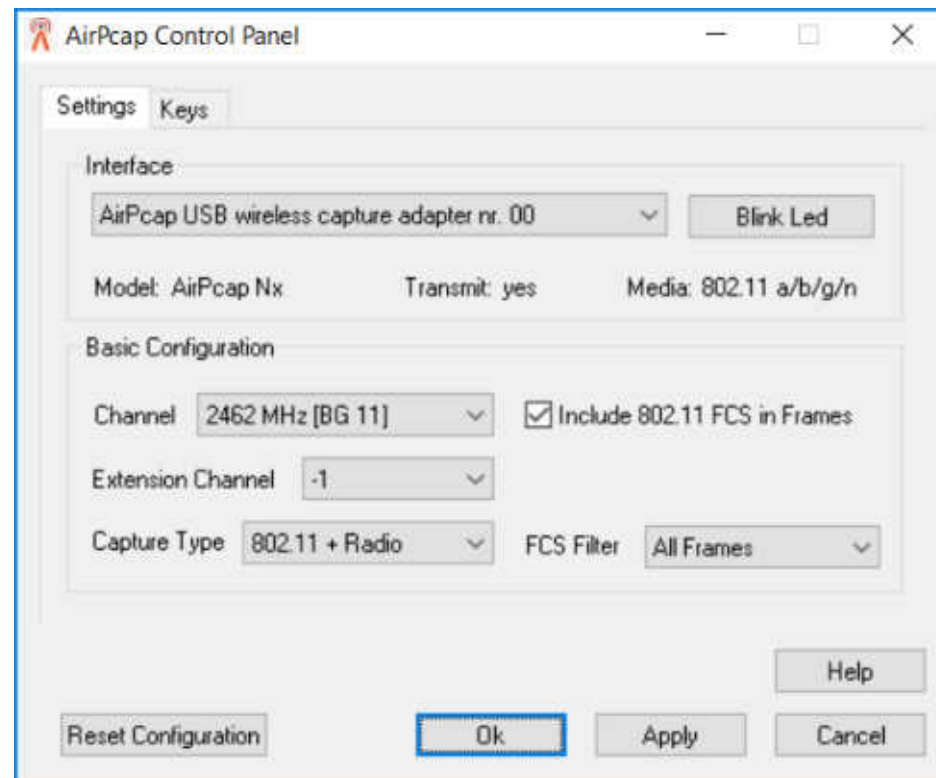 AirPcap Control Panel
Settings Keys
Interface
AirPcap USB wireless capture adapter nr. 00 Blink Led
Model: AirPcap Nx Transmit: yes Media: 802.11 a/b/g/n
Basic Configuration
Channel 2462 MHz [BG 11] Include 802.11 FCS in Frames
Extension Channel -1
Capture Type 802.11 + Radio FCS Filter All Frames
Help
Reset Configuration Ok Apply Cancel